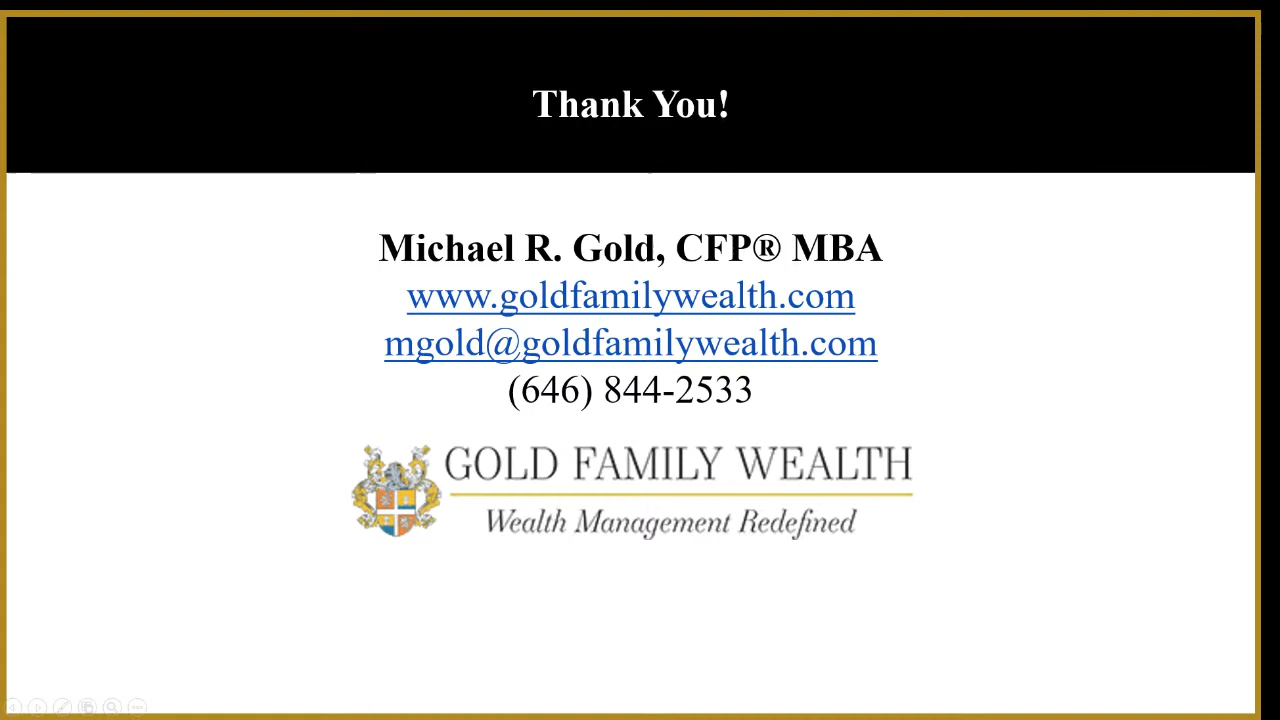 Thank You!
Michael R. Gold, CFP® MBA
www.goldfamilywealth.com
mgold@goldfamilywealth.com
(646) 844-2533
GOLD FAMILY WEALTH
Wealth Management Redefined